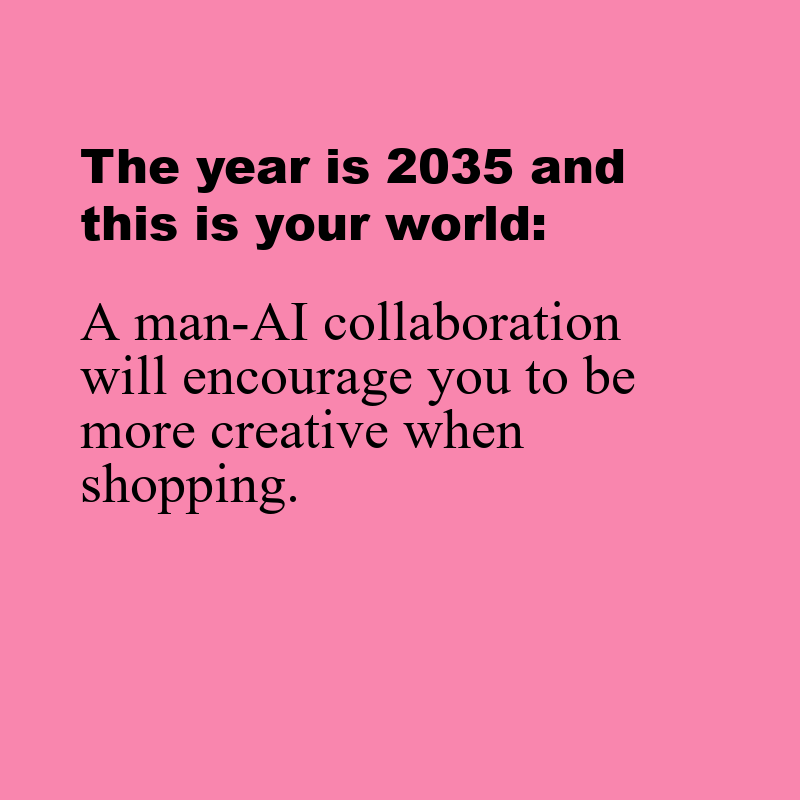 The year is 2035 and
this is your world:
A man-AI collaboration
will encourage you to be
more creative when
shopping.